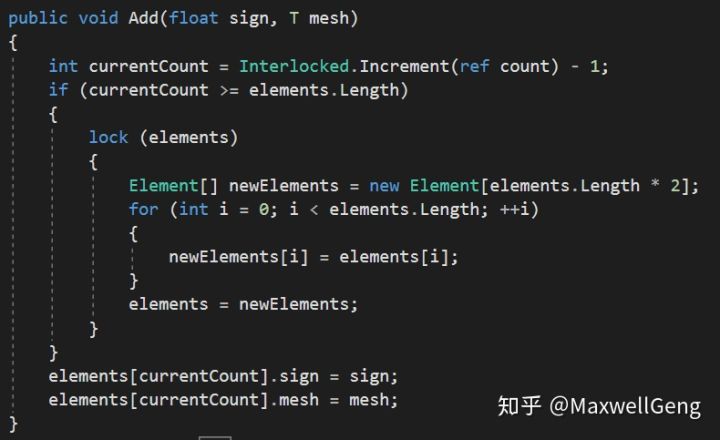 public void Add(float sign, T mesh)
{
    int currentCount = Interlocked.Increment(ref count) - 1;
    if (currentCount >= elements.Length)
    {
        lock (elements)
        {
            Element[] newElements = new Element[elements.Length * 2];
            for (int i = 0; i < elements.Length; ++i)
            {
                newElements[i] = elements[i];
            }
            elements = newElements;
        }
    }
    elements[currentCount].sign = sign;
    elements[currentCount].mesh = mesh;
}
知乎 @MaxwellGeng